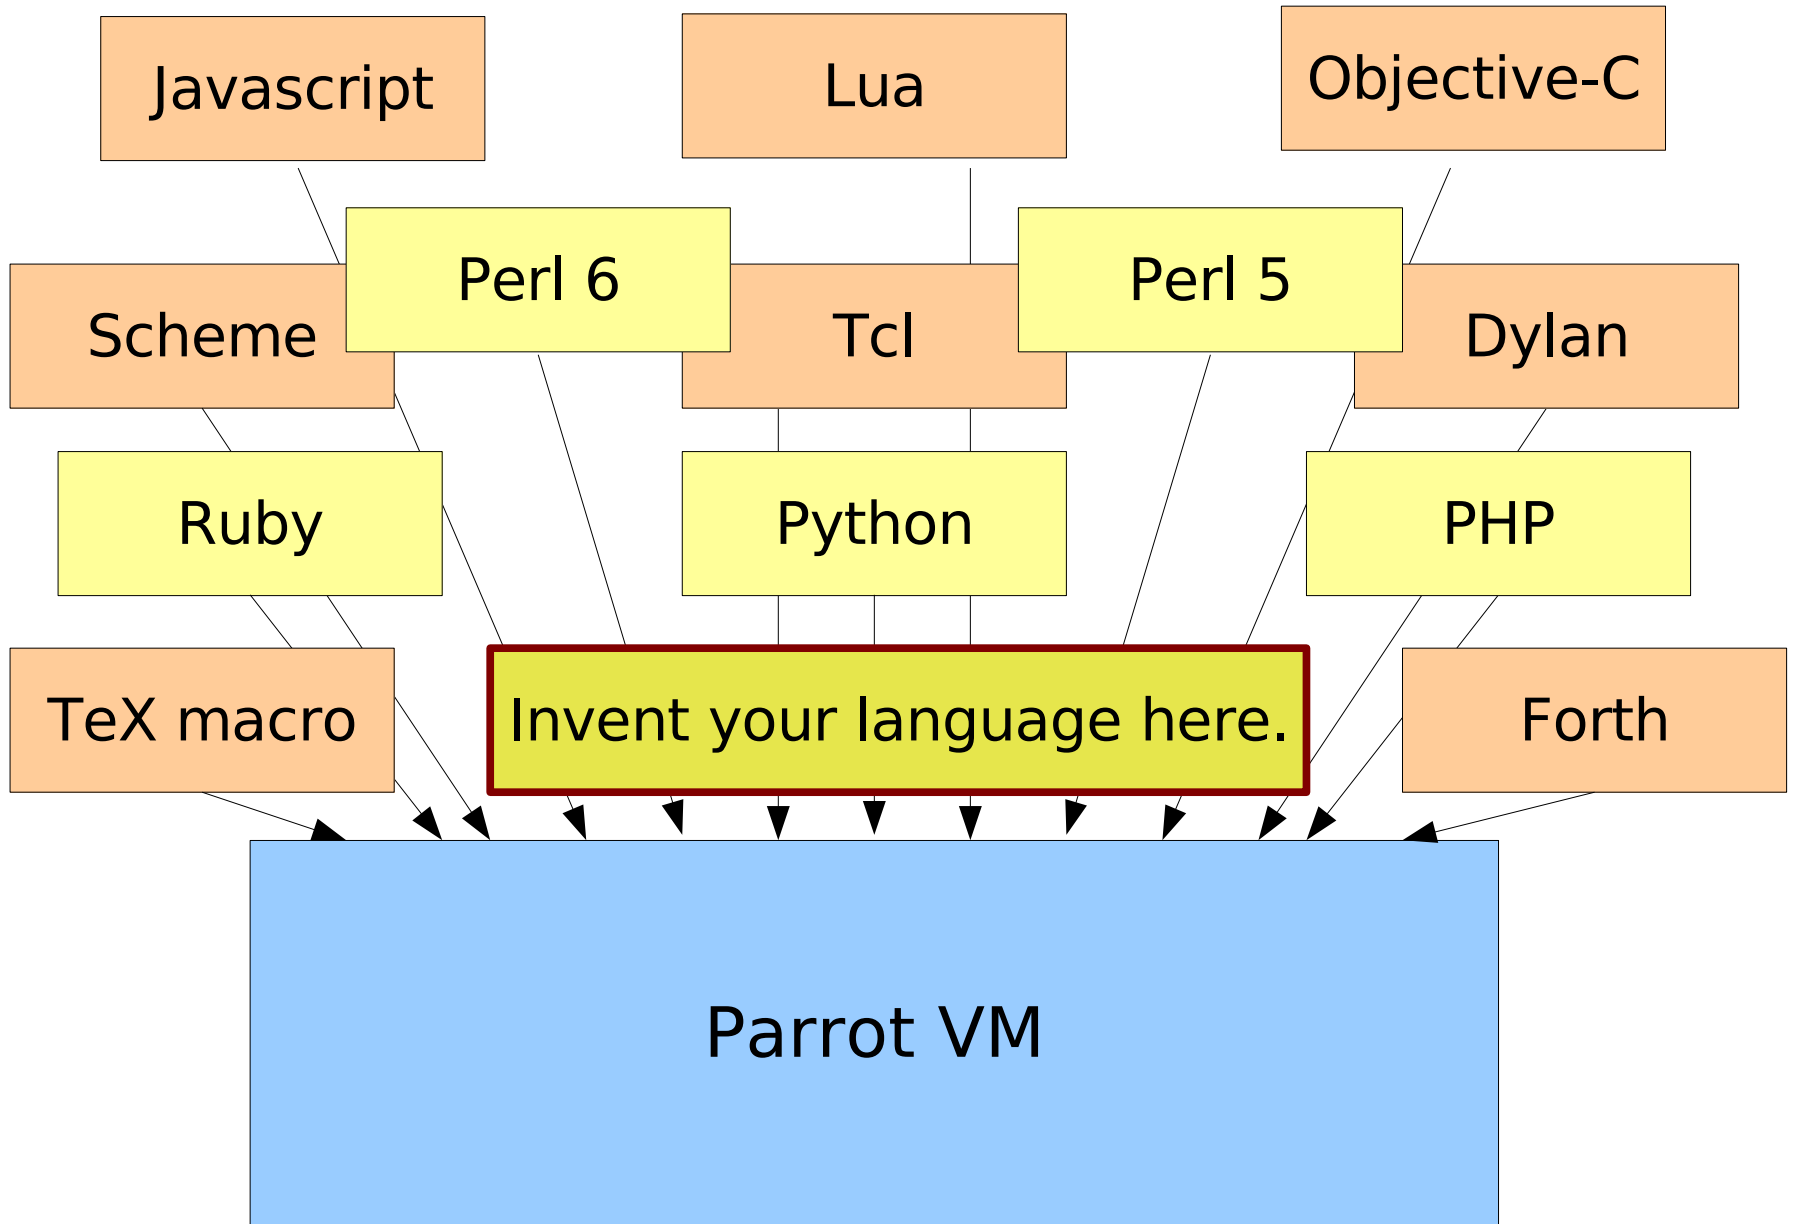 Javascript
Lua
Objective-C
Perl 6
Perl 5
Scheme
Tcl
Dylan
Ruby
Python
PHP
TeX macro
Invent your language here.
Forth
Parrot VM